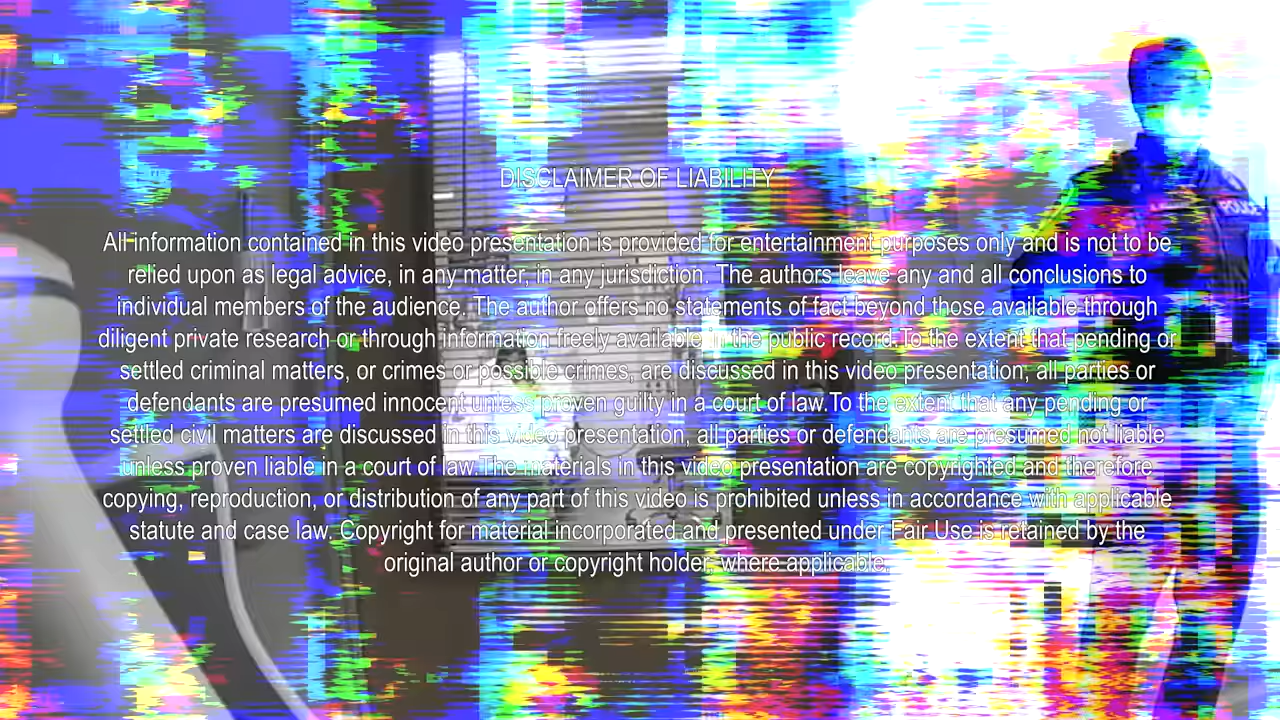 DISCLAIMER OF LIABILITY
All information contained in this video presentation is provided for entertainment purposes only and is not to be
relied upon as legal advice, in any matter, in any jurisdiction. The authors leave any and all conclusions to
individual members of the audience. The author offers no statements of fact beyond those available through
diligent private research or through information freely available in the public record.To the extent that pending or
settled criminal matters, or crimes or possible crimes, are discussed in this video presentation, all parties or
defendants are presumed innocent unless proven guilty in a court of law.To the extent that any pending or
settled civil matters are discussed in this video presentation, all parties or defendants are presumed not liable
unless proven liable in a court of law.The materials in this video presentation are copyrighted and therefore
copying, reproduction, or distribution of any part of this video is prohibited unless in accordance with applicable
statute and case law. Copyright for material incorporated and presented under Fair Use is retained by the
original author or copyright holder, where applicable.
POLICE